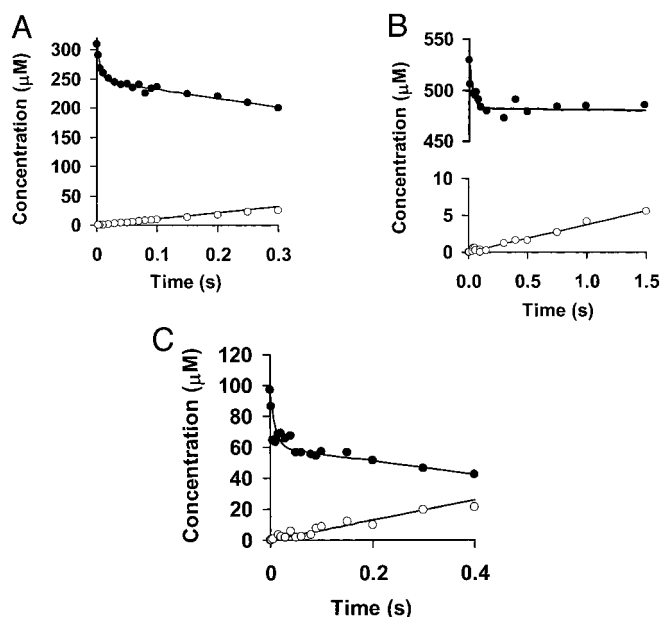 A
Concentration (μM)
300
250
200
150
100
50
0
0 0.1 0.2 0.3
Time (s)
B
Concentration (μM)
550
500
450
10
5
0
0.0 0.5 1.0 1.5
Time (s)
C
Concentration (μM)
120
100
80
60
40
20
0
0 0.2 0.4
Time (s)